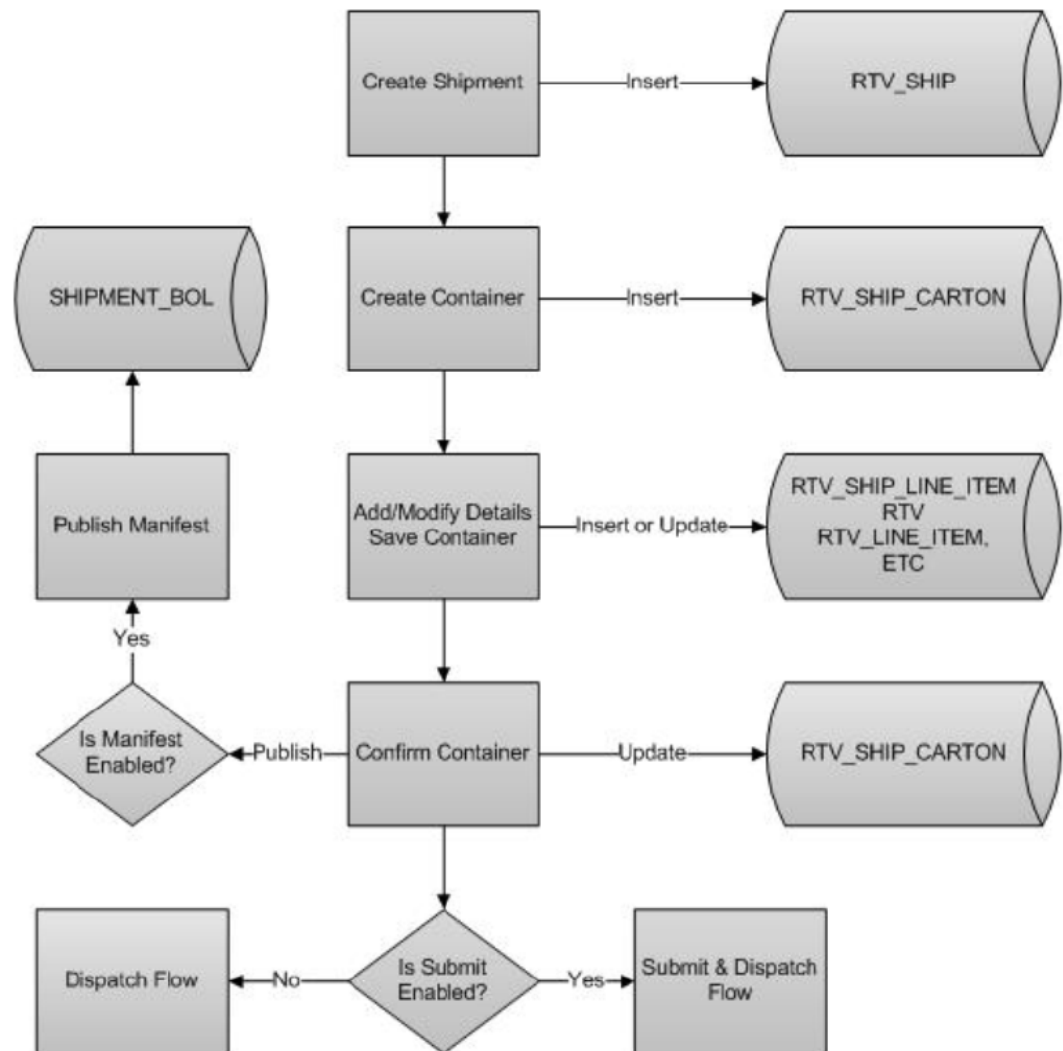 Create Shipment
Insert
RTV_SHIP
SHIPMENT_BOL
Create Container
Insert
RTV_SHIP_CARTON
Publish Manifest
Add/Modify Details
Save Container
Insert or Update
RTV_SHIP_LINE_ITEM
RTV
RTV_LINE_ITEM,
ETC
Yes
Is Manifest
Enabled?
Publish
Confirm Container
Update
RTV_SHIP_CARTON
Dispatch Flow
No
Is Submit
Enabled?
Yes
Submit & Dispatch
Flow